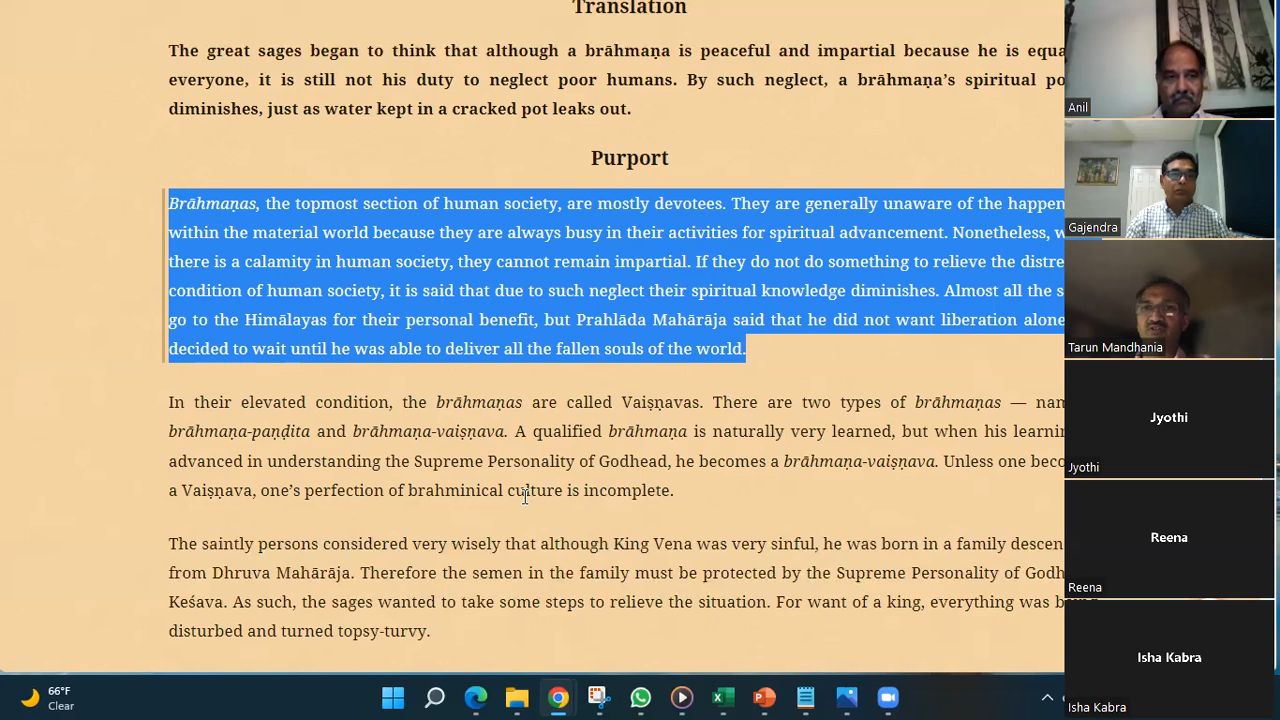 Translation
The great sages began to think that although a brāhmaṇa is peaceful and impartial because he is
everyone, it is still not his duty to neglect poor humans. By such neglect, a brāhmaṇa's spiritual
diminishes, just as water kept in a cracked pot leaks out.
Purport
Brāhmaṇas, the topmost section of human society, are mostly devotees. They are generally unaware of the
within the material world because they are always busy in their activities for spiritual advancement. Nonetheless,
there is a calamity in human society, they cannot remain impartial. If they do not do something to relieve the
condition of human society, it is said that due to such neglect their spiritual knowledge diminishes. Almost all the
go to the Himālayas for their personal benefit, but Prahlāda Mahārāja said that he did not want liberation alone
decided to wait until he was able to deliver all the fallen souls of the world.
In their elevated condition, the brāhmaṇas are called Vaiṣṇavas. There are two types of brāhmaṇas —
brāhmaṇa-paṇḍita and brāhmaṇa-vaiṣṇava. A qualified brāhmaṇa is naturally very learned, but when his
advanced in understanding the Supreme Personality of Godhead, he becomes a brāhmaṇa-vaiṣṇava. Unless one
a Vaiṣṇava, one's perfection of brahminical culture is incomplete.
The saintly persons considered very wisely that although King Vena was very sinful, he was born in a family
from Dhruva Mahārāja. Therefore the semen in the family must be protected by the Supreme Personality of
Keśava. As such, the sages wanted to take some steps to relieve the situation. For want of a king, everything was
disturbed and turned topsy-turvy.
Anil
Gajendra
Tarun Mandhania
Jyothi
Jyothi
Reena
Reena
Isha Kabra
Isha Kabra
66°F
Clear